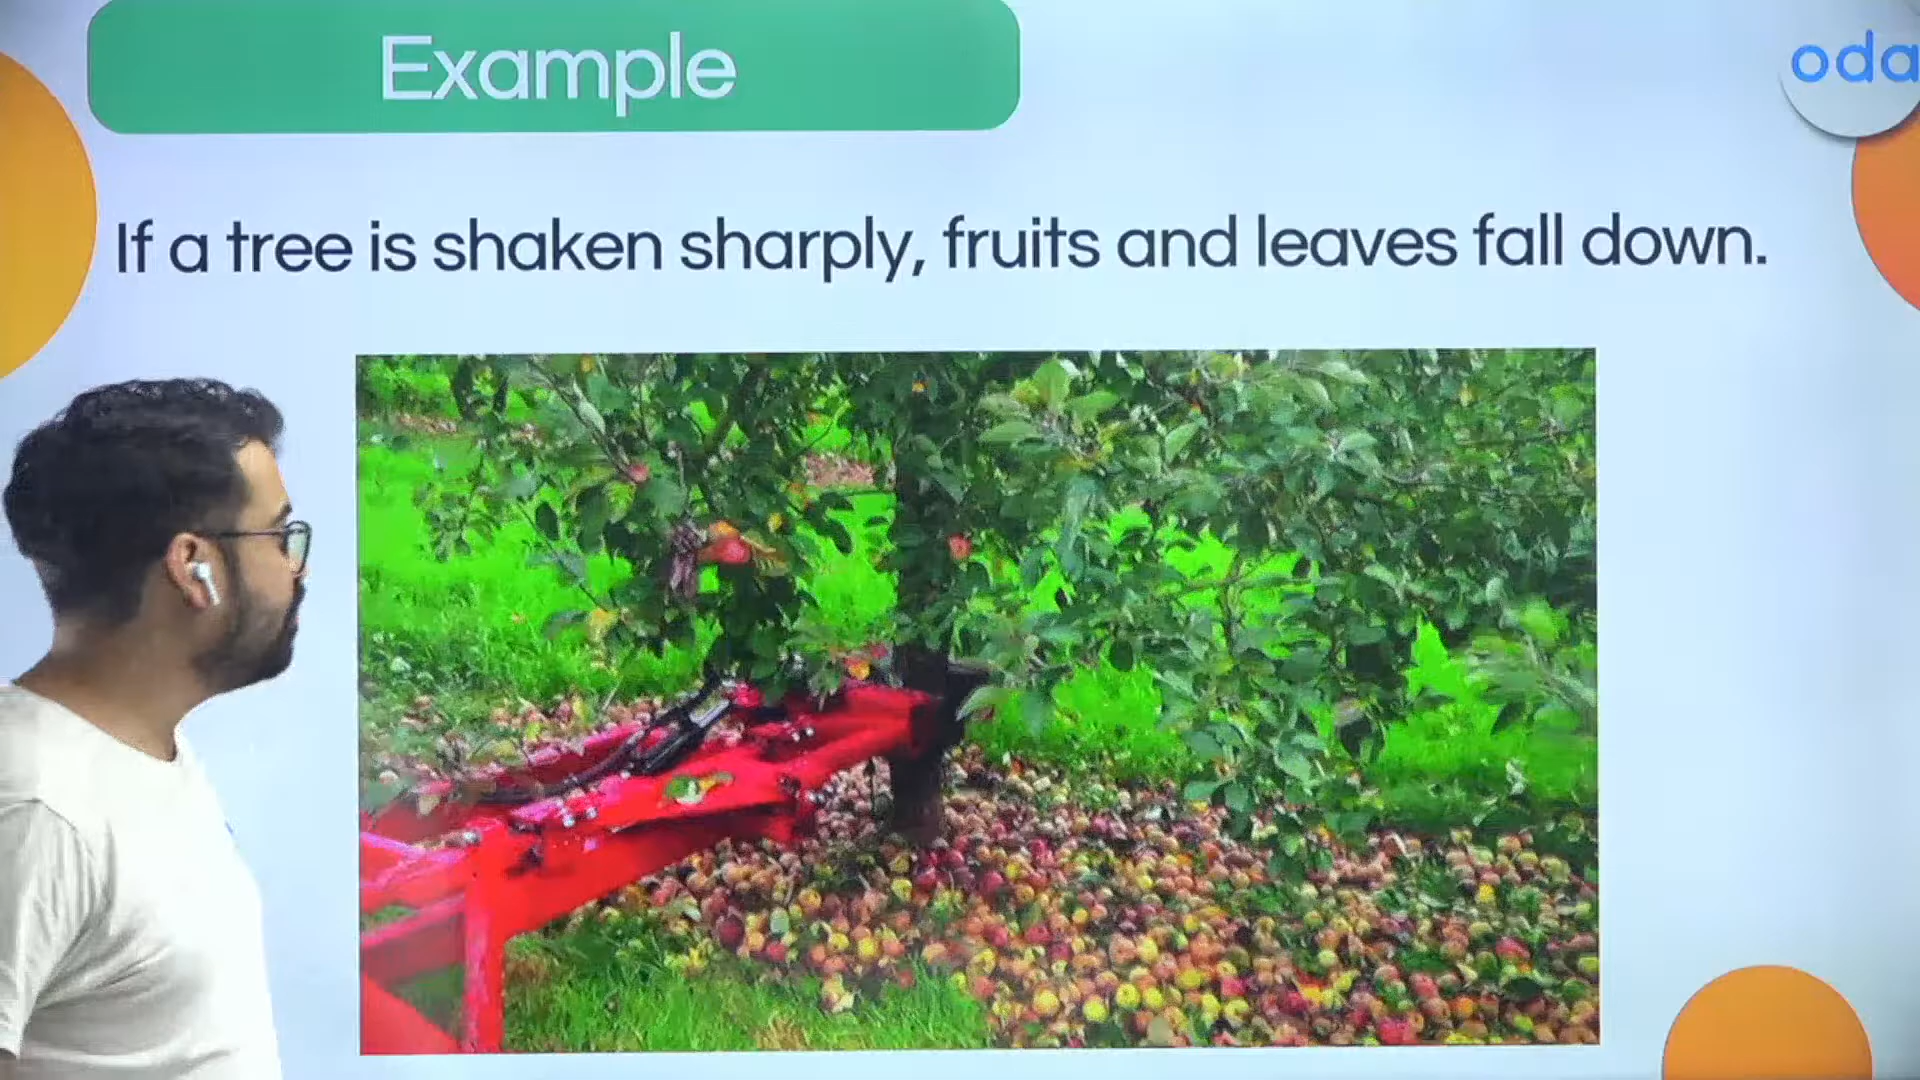 Example
oda
If a tree is shaken sharply, fruits and leaves fall down.